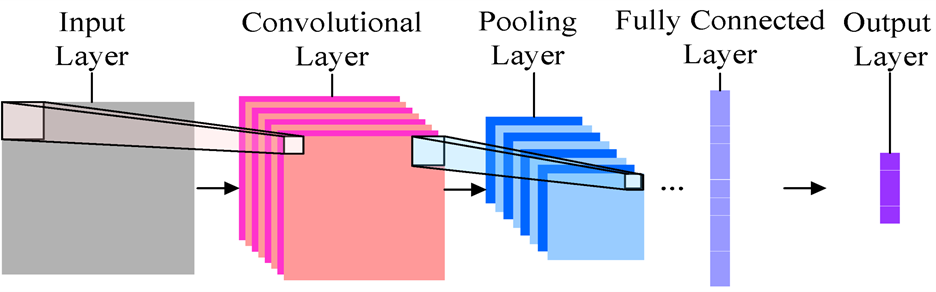 Input
Layer
Convolutional
Layer
Pooling
Layer
Fully Connected
Layer
Output
Layer
...